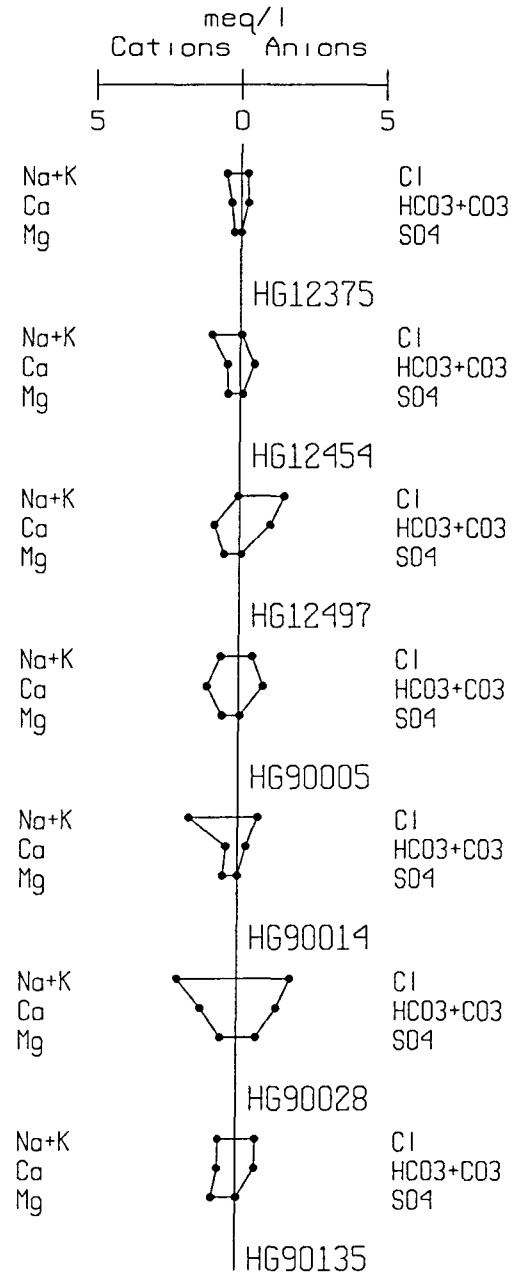 meq/l
Cations Anions
5 0 5
Na+K Cl
Ca HCO3+CO3
Mg SO4
HG12375
Na+K Cl
Ca HCO3+CO3
Mg SO4
HG12454
Na+K Cl
Ca HCO3+CO3
Mg SO4
HG12497
Na+K Cl
Ca HCO3+CO3
Mg SO4
HG90005
Na+K Cl
Ca HCO3+CO3
Mg SO4
HG90014
Na+K Cl
Ca HCO3+CO3
Mg SO4
HG90028
Na+K Cl
Ca HCO3+CO3
Mg SO4
HG90135